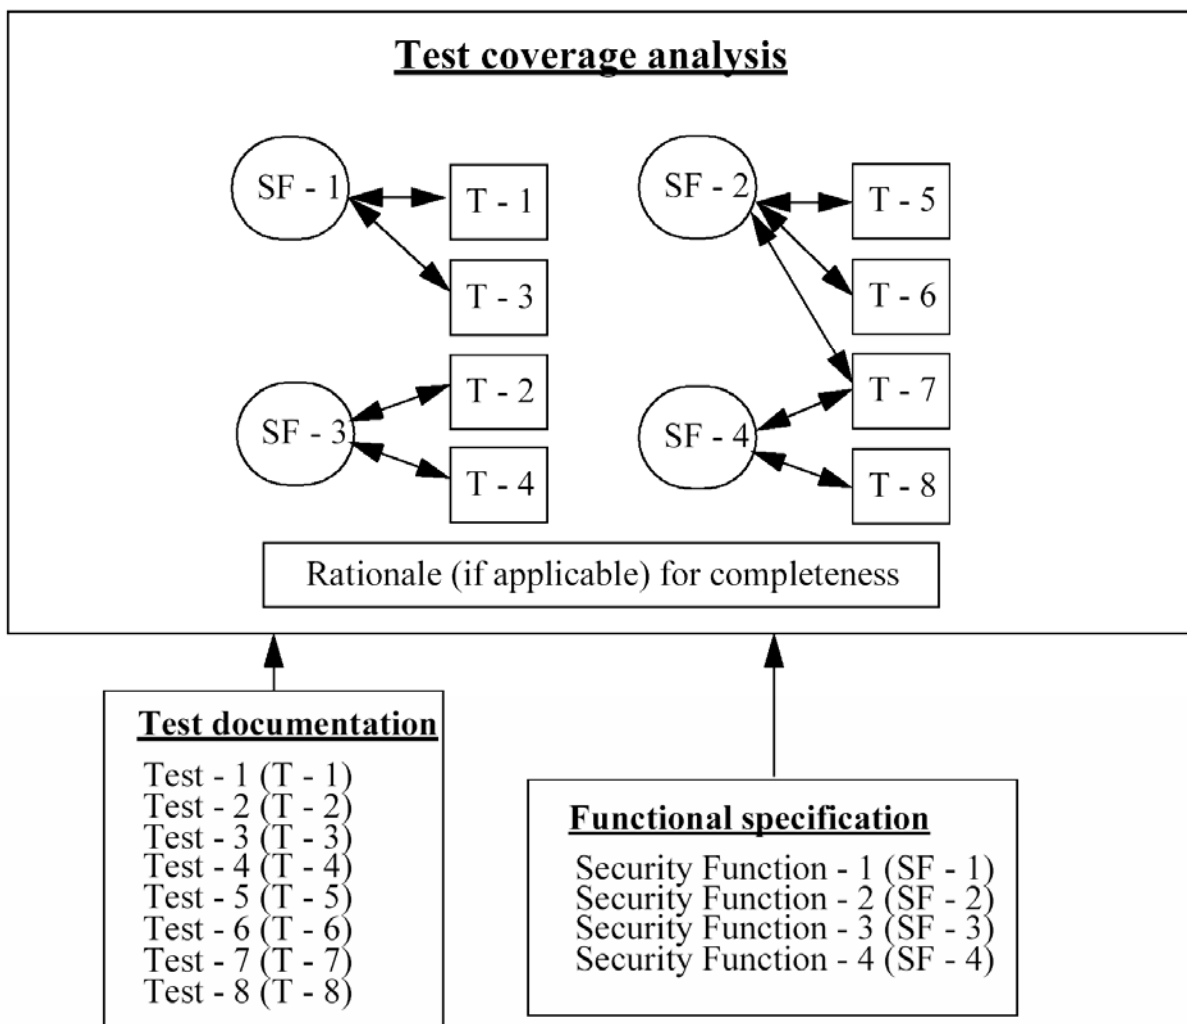 Test coverage analysis
SF - 1
T - 1
T - 3
SF - 3
T - 2
T - 4
SF - 2
T - 5
T - 6
T - 7
SF - 4
T - 8
Rationale (if applicable) for completeness
Test documentation
Test - 1 (T - 1)
Test - 2 (T - 2)
Test - 3 (T - 3)
Test - 4 (T - 4)
Test - 5 (T - 5)
Test - 6 (T - 6)
Test - 7 (T - 7)
Test - 8 (T - 8)
Functional specification
Security Function - 1 (SF - 1)
Security Function - 2 (SF - 2)
Security Function - 3 (SF - 3)
Security Function - 4 (SF - 4)